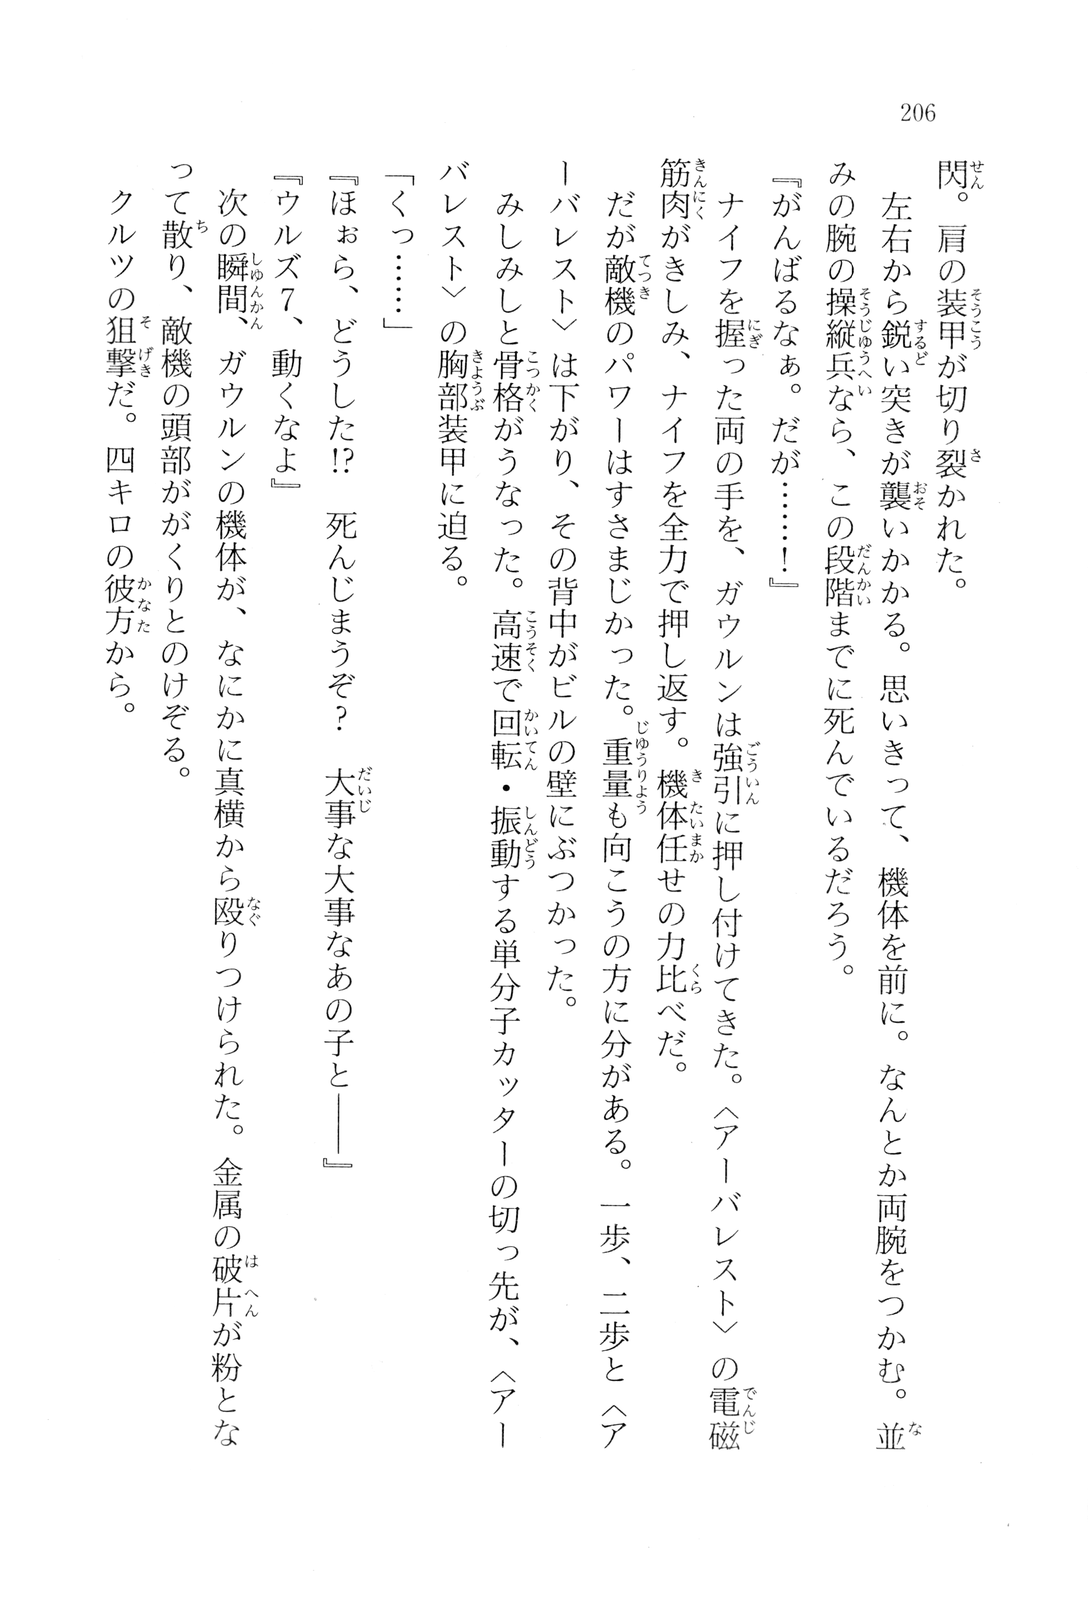 206
閃。肩の装甲が切り裂かれた。
左右から鋭い突きが襲いかかる。思いきって、機体を前に。なんとか両腕をつかむ。並
みの腕の操縦兵なら、この段階までに死んでいるだろう。
『がんばるなぁ。だが……！』
ナイフを握った両の手を、ガウルンは強引に押し付けてきた。〈アーバレスト〉の電磁
筋肉がきしみ、ナイフを全力で押し返す。機体任せの力比べだ。
だが敵機のパワーはすさまじかった。重量も向こうの方に分がある。一歩、二歩と〈ア
ーバレスト〉は下がり、その背中がビルの壁にぶつかった。
みしみしと骨格がうなった。高速で回転・振動する単分子カッターの切っ先が、〈アー
バレスト〉の胸部装甲に迫る。
「くっ……」
『ほぉら、どうした!?　死んじまうぞ？　大事な大事なあの子と――』
『ウルズ７、動くなよ』
次の瞬間、ガウルンの機体が、なにかに真横から殴りつけられた。金属の破片が粉とな
って散り、敵機の頭部ががくりとのけぞる。
クルツの狙撃だ。四キロの彼方から。